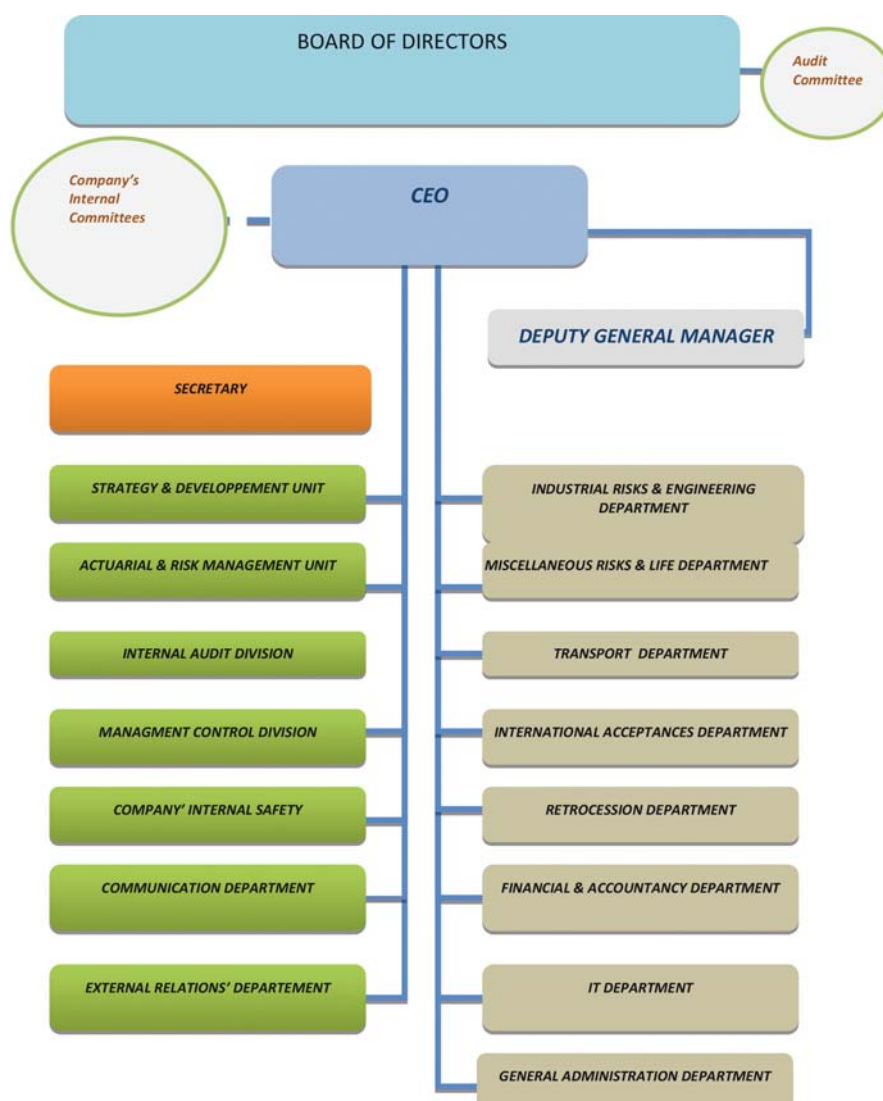 BOARD OF DIRECTORS
Audit
Committee
Company's
Internal
Committees
CEO
DEPUTY GENERAL MANAGER
SECRETARY
STRATEGY & DEVELOPPEMENT UNIT
INDUSTRIAL RISKS & ENGINEERING
DEPARTMENT
ACTUARIAL & RISK MANAGEMENT UNIT
MISCELLANEOUS RISKS & LIFE DEPARTMENT
INTERNAL AUDIT DIVISION
TRANSPORT DEPARTMENT
MANAGMENT CONTROL DIVISION
INTERNATIONAL ACCEPTANCES DEPARTMENT
COMPANY' INTERNAL SAFETY
RETROCESSION DEPARTMENT
COMMUNICATION DEPARTMENT
FINANCIAL & ACCOUNTANCY DEPARTMENT
EXTERNAL RELATIONS' DEPARTEMENT
IT DEPARTMENT
GENERAL ADMINISTRATION DEPARTMENT